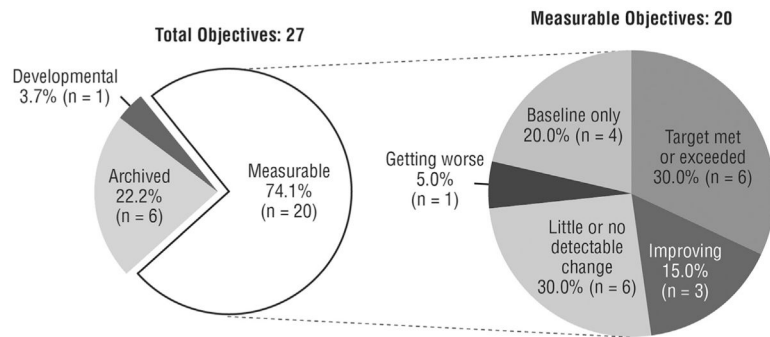 Total Objectives: 27
Developmental
3.7% (n = 1)
Archived
22.2%
(n = 6)
Measurable
74.1%
(n = 20)
Measurable Objectives: 20
Baseline only
20.0% (n = 4)
Target met
or exceeded
30.0% (n = 6)
Getting worse
5.0%
(n = 1)
Little or no
detectable
change
30.0% (n = 6)
Improving
15.0%
(n = 3)